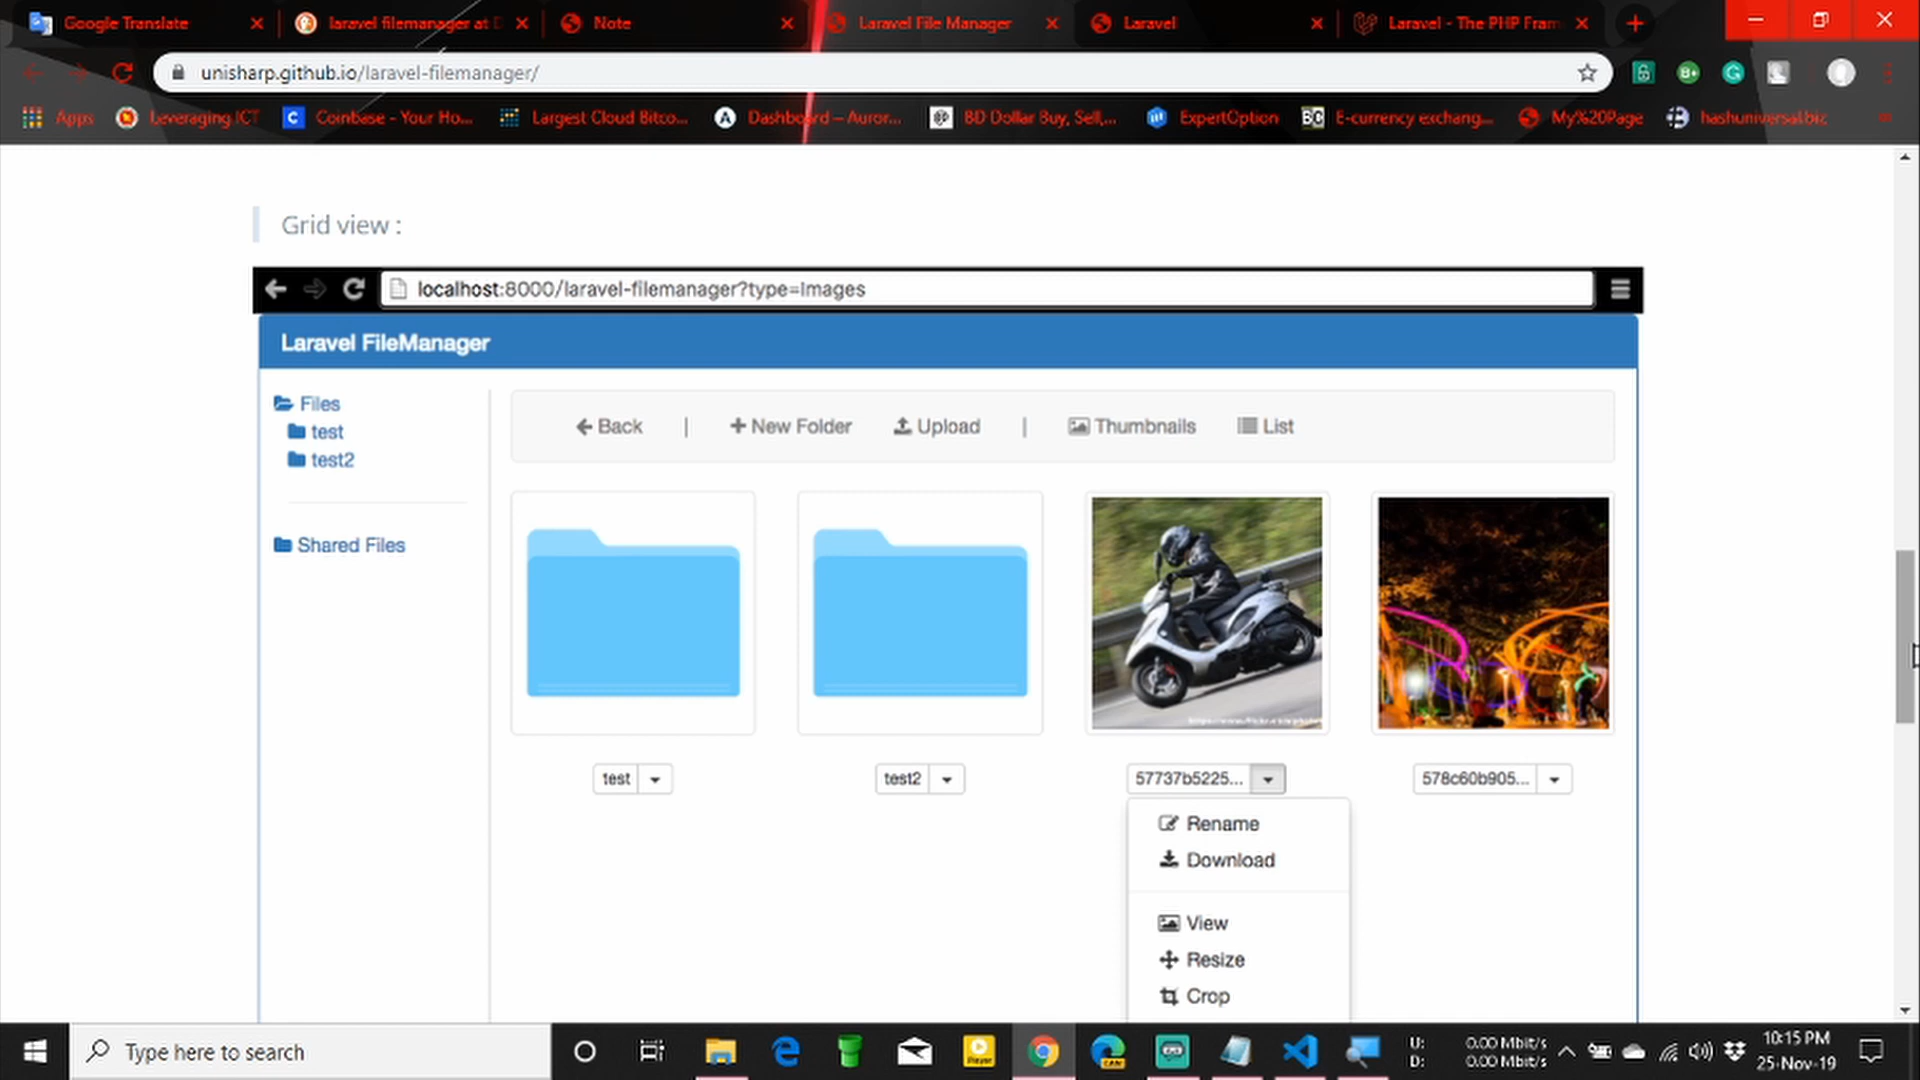 Google Translate
laravel filemanager at D
Note
Laravel File Manager
Laravel
Laravel - The PHP Fram
unisharp.github.io/laravel-filemanager/
Apps
Leveraging ICT
Coinbase - Your Ho...
Largest Cloud Bitco...
Dashboard – Auror...
BD Dollar Buy, Sell,...
ExpertOption
E-currency exchang...
My%20Page
hashuniversal.biz
Grid view :
localhost:8000/laravel-filemanager?type=Images
Laravel FileManager
Files
test
test2
Shared Files
Back | New Folder Upload | Thumbnails List
test
test2
57737b5225...
578c60b905...
Rename
Download
View
Resize
Crop
Type here to search
Player
CAN
U: 0.00 Mbit/s
D: 0.00 Mbit/s
10:15 PM
25-Nov-19